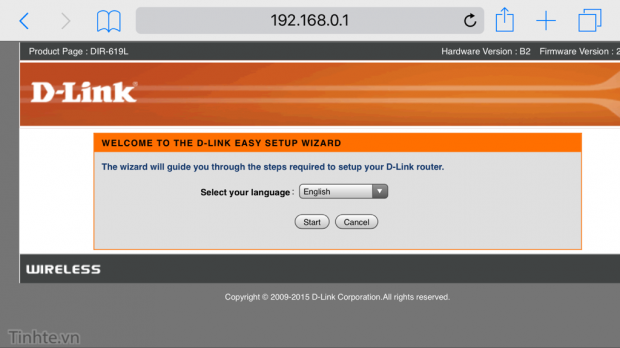 192.168.0.1
Product Page : DIR-619L Hardware Version : B2 Firmware Version : 2
D-Link
WELCOME TO THE D-LINK EASY SETUP WIZARD
The wizard will guide you through the steps required to setup your D-Link router.
Select your language : English
Start Cancel
WIRELESS
Copyright © 2009-2015 D-Link Corporation.All rights reserved.
Tinhte.vn